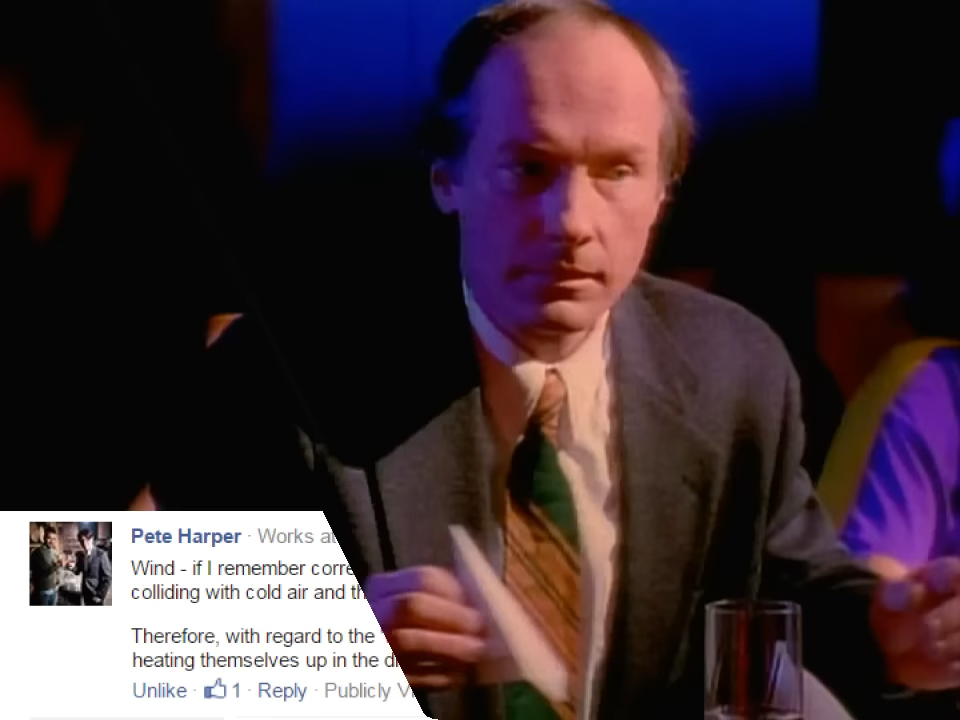 Pete Harper · Works at
Wind - if I remember corre
colliding with cold air and th
Therefore, with regard to the
heating themselves up in the d
Unlike · 1 · Reply · Publicly V